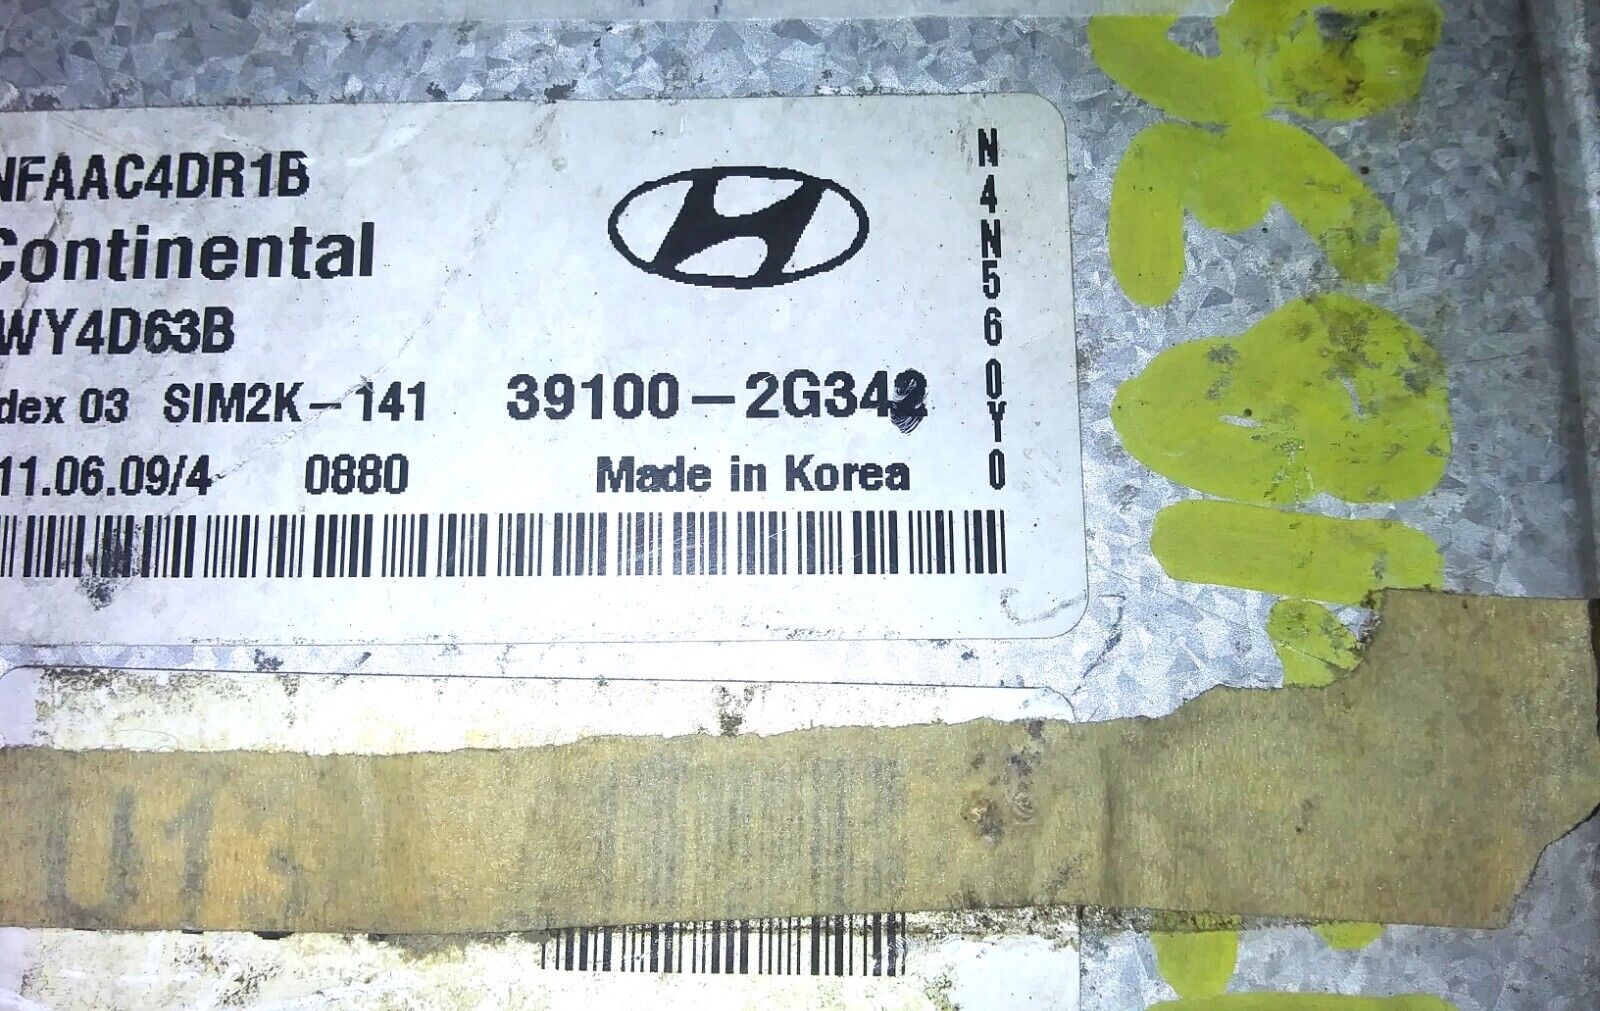 NFAAC4DR1B
Continental
WY4D63B
dex 03 SIM2K-141 39100-2G342
11.06.09/4 0880 Made in Korea
N4N560Y0